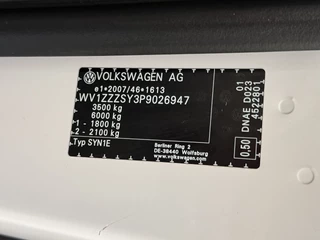 VOLKSWAGEN AG
e1*2007/46*1613
WV1ZZZSY3P9026947
3500 kg
6000 kg
1 - 1800 kg
2 - 2100 kg
Typ SYN1E
Berliner Ring 2
DE-38440 Wolfsburg
www.volkswagen.com
0,50
DNAE D023 01
4522801